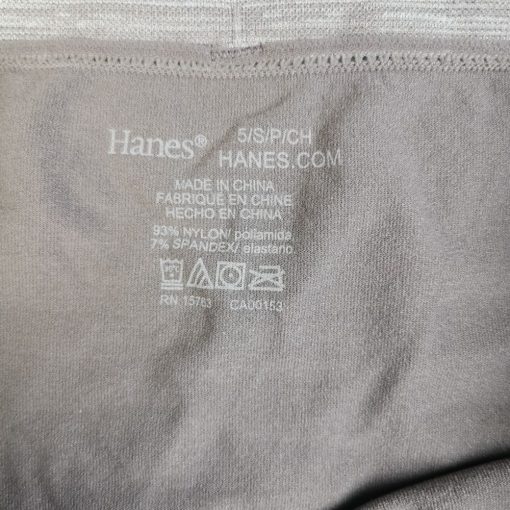 Hanes® 5/S/P/CH
HANES.COM
MADE IN CHINA
FABRIQUÉ EN CHINE
HECHO EN CHINA
93% NYLON/ poliamida.
7% SPANDEX/ elastano.
RN 15763 CA00153